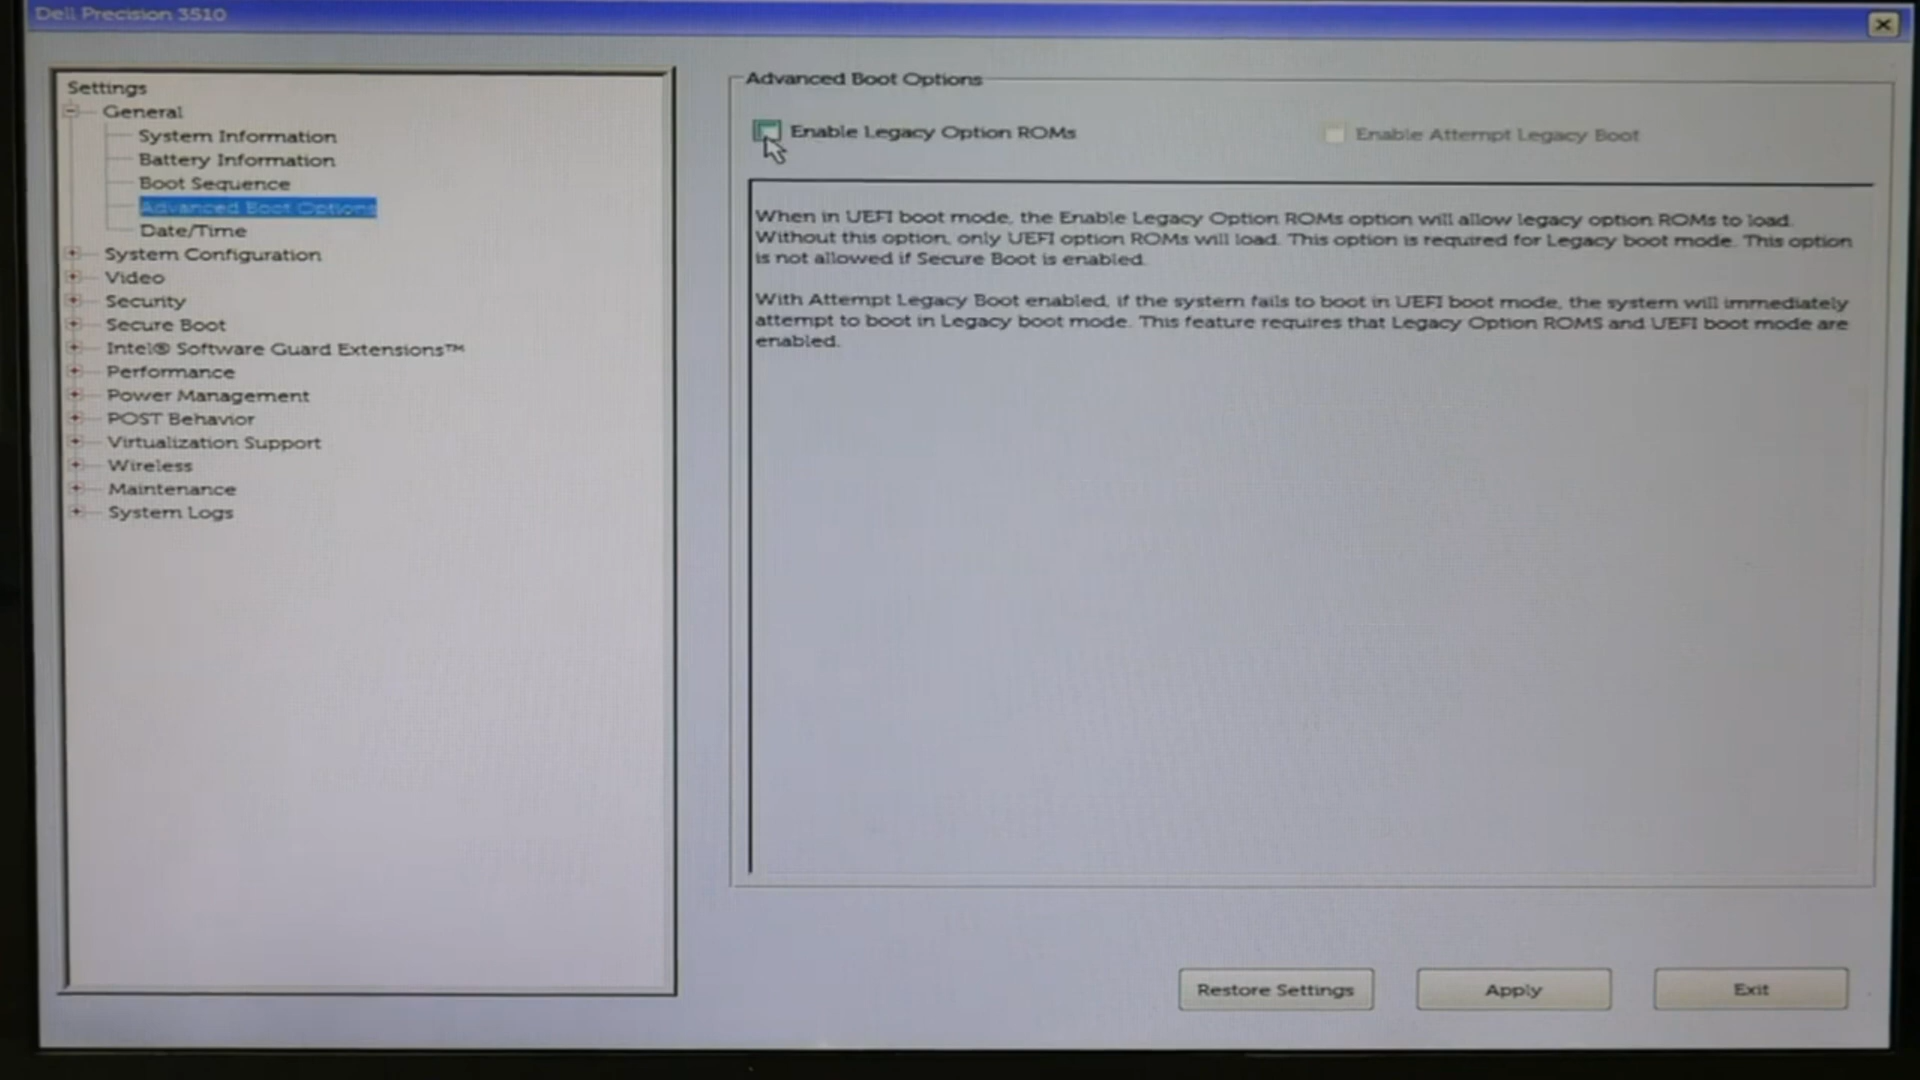 Dell Precision 3510
Settings
General
System Information
Battery Information
Boot Sequence
Advanced Boot Options
Date/Time
System Configuration
Video
Security
Secure Boot
Intel® Software Guard Extensions™
Performance
Power Management
POST Behavior
Virtualization Support
Wireless
Maintenance
System Logs
Advanced Boot Options
Enable Legacy Option ROMs
Enable Attempt Legacy Boot
When in UEFI boot mode, the Enable Legacy Option ROMs option will allow legacy option ROMs to load.
Without this option, only UEFI option ROMs will load. This option is required for Legacy boot mode. This option
is not allowed if Secure Boot is enabled.
With Attempt Legacy Boot enabled, if the system fails to boot in UEFI boot mode, the system will immediately
attempt to boot in Legacy boot mode. This feature requires that Legacy Option ROMS and UEFI boot mode are
enabled.
Restore Settings
Apply
Exit